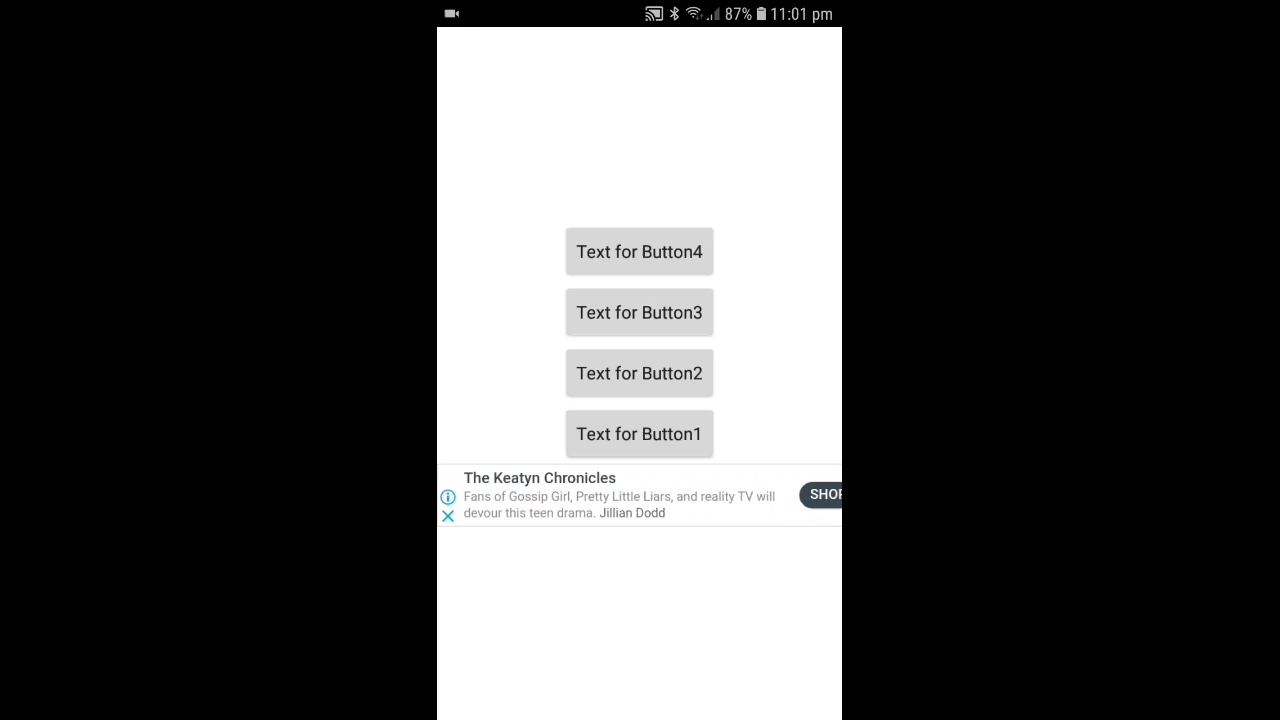 87% 11:01 pm
Text for Button4
Text for Button3
Text for Button2
Text for Button1
The Keatyn Chronicles
Fans of Gossip Girl, Pretty Little Liars, and reality TV will
devour this teen drama. Jillian Dodd
SHOP